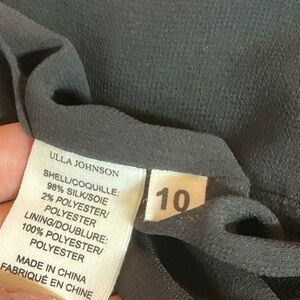 ULLA JOHNSON
SHELL/COQUILLE:
98% SILK/SOIE
2% POLYESTER/
POLYESTER
LINING/DOUBLURE:
100% POLYESTER/
POLYESTER
MADE IN CHINA
FABRIQUÉ EN CHINE
10